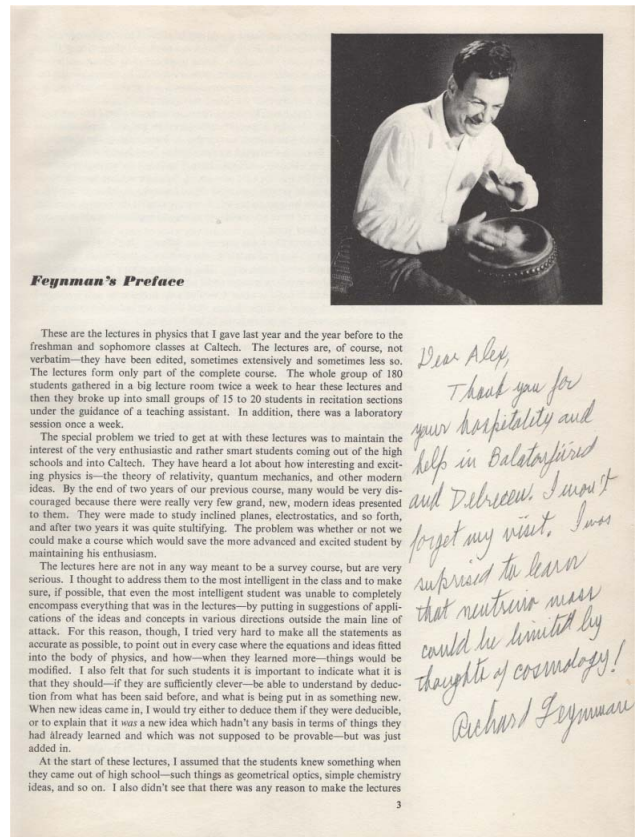 Feynman's Preface
These are the lectures in physics that I gave last year and the year before to the
freshman and sophomore classes at Caltech. The lectures are, of course, not
verbatim—they have been edited, sometimes extensively and sometimes less so.
The lectures form only part of the complete course. The whole group of 180
students gathered in a big lecture room twice a week to hear these lectures and
then they broke up into small groups of 15 to 20 students in recitation sections
under the guidance of a teaching assistant. In addition, there was a laboratory
session once a week.
The special problem we tried to get at with these lectures was to maintain the
interest of the very enthusiastic and rather smart students coming out of the high
schools and into Caltech. They have heard a lot about how interesting and excit-
ing physics is—the theory of relativity, quantum mechanics, and other modern
ideas. By the end of two years of our previous course, many would be very dis-
couraged because there were really very few grand, new, modern ideas presented
to them. They were made to study inclined planes, electrostatics, and so forth,
and after two years it was quite stultifying. The problem was whether or not we
could make a course which would save the more advanced and excited student by
maintaining his enthusiasm.
The lectures here are not in any way meant to be a survey course, but are very
serious. I thought to address them to the most intelligent in the class and to make
sure, if possible, that even the most intelligent student was unable to completely
encompass everything that was in the lectures—by putting in suggestions of appli-
cations of the ideas and concepts in various directions outside the main line of
attack. For this reason, though, I tried very hard to make all the statements as
accurate as possible, to point out in every case where the equations and ideas fitted
into the body of physics, and how—when they learned more—things would be
modified. I also felt that for such students it is important to indicate what it is
that they should—if they are sufficiently clever—be able to understand by deduc-
tion from what has been said before, and what is being put in as something new.
When new ideas came in, I would try either to deduce them if they were deducible,
or to explain that it was a new idea which hadn't any basis in terms of things they
had already learned and which was not supposed to be provable—but was just
added in.
At the start of these lectures, I assumed that the students knew something when
they came out of high school—such things as geometrical optics, simple chemistry
ideas, and so on. I also didn't see that there was any reason to make the lectures
3
Dear Alex,
Thank you for
your hospitality and
help in Balatonfüred
and Debrecen. I won't
forget my visit. I was
suprised to learn
that neutrino mass
could be limited by
thoughts of cosmology!
Richard Feynman